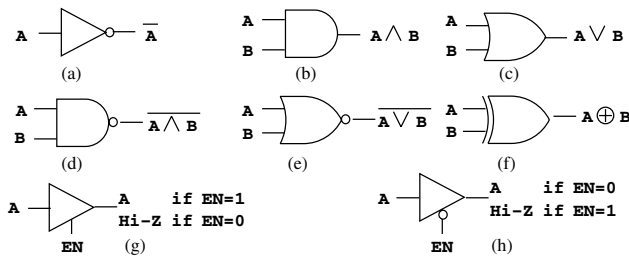 A A̅
B A ∧ B
A
(a)
A
B
(b)
A
B
A ∨ B
(c)
A
B
A̅ ̅∧̅ ̅B̅
(d)
A
B
A̅ ̅∨̅ ̅B̅
(e)
A
B
A ⊕ B
(f)
A
A if EN=1
Hi-Z if EN=0
EN
(g)
A
A if EN=0
Hi-Z if EN=1
EN
(h)